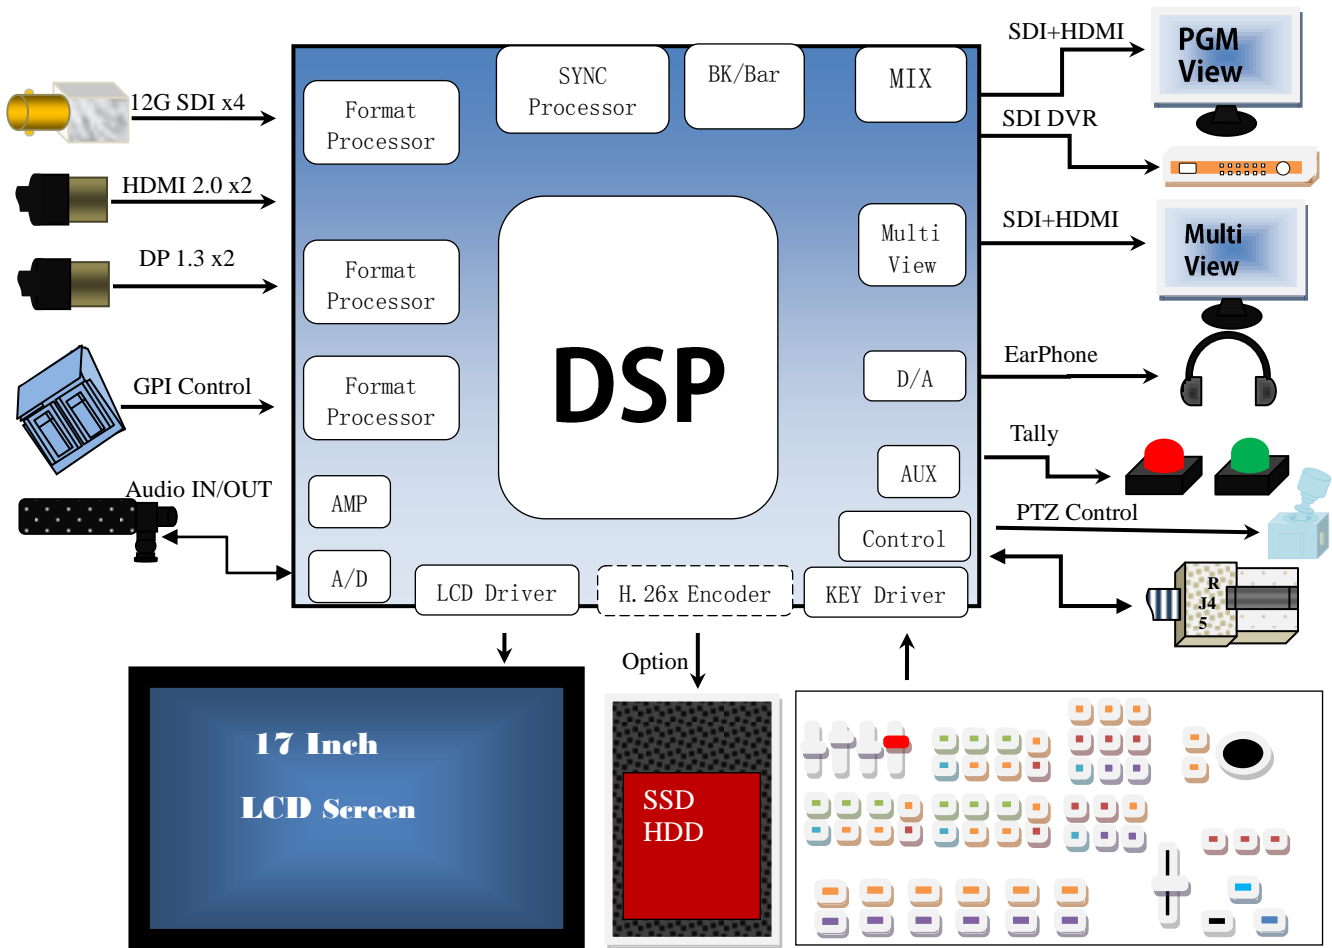 SDI+HDMI
PGM
View
12G SDI x4
Format
Processor
SYNC
Processor
BK/Bar
MIX
SDI DVR
HDMI 2.0 x2
DP 1.3 x2
Format
Processor
DSP
Multi
View
SDI+HDMI
Multi
View
GPI Control
Format
Processor
D/A
EarPhone
Tally
Audio IN/OUT
AMP
AUX
PTZ Control
Control
A/D
LCD Driver
H.26x Encoder
KEY Driver
R
J4
5
Option
17 Inch
LCD Screen
SSD
HDD